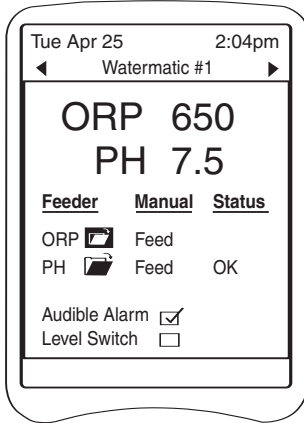 Tue Apr 25 2:04pm
Watermatic #1
ORP 650
PH 7.5
Feeder Manual Status
ORP Feed
PH Feed OK
Audible Alarm
Level Switch